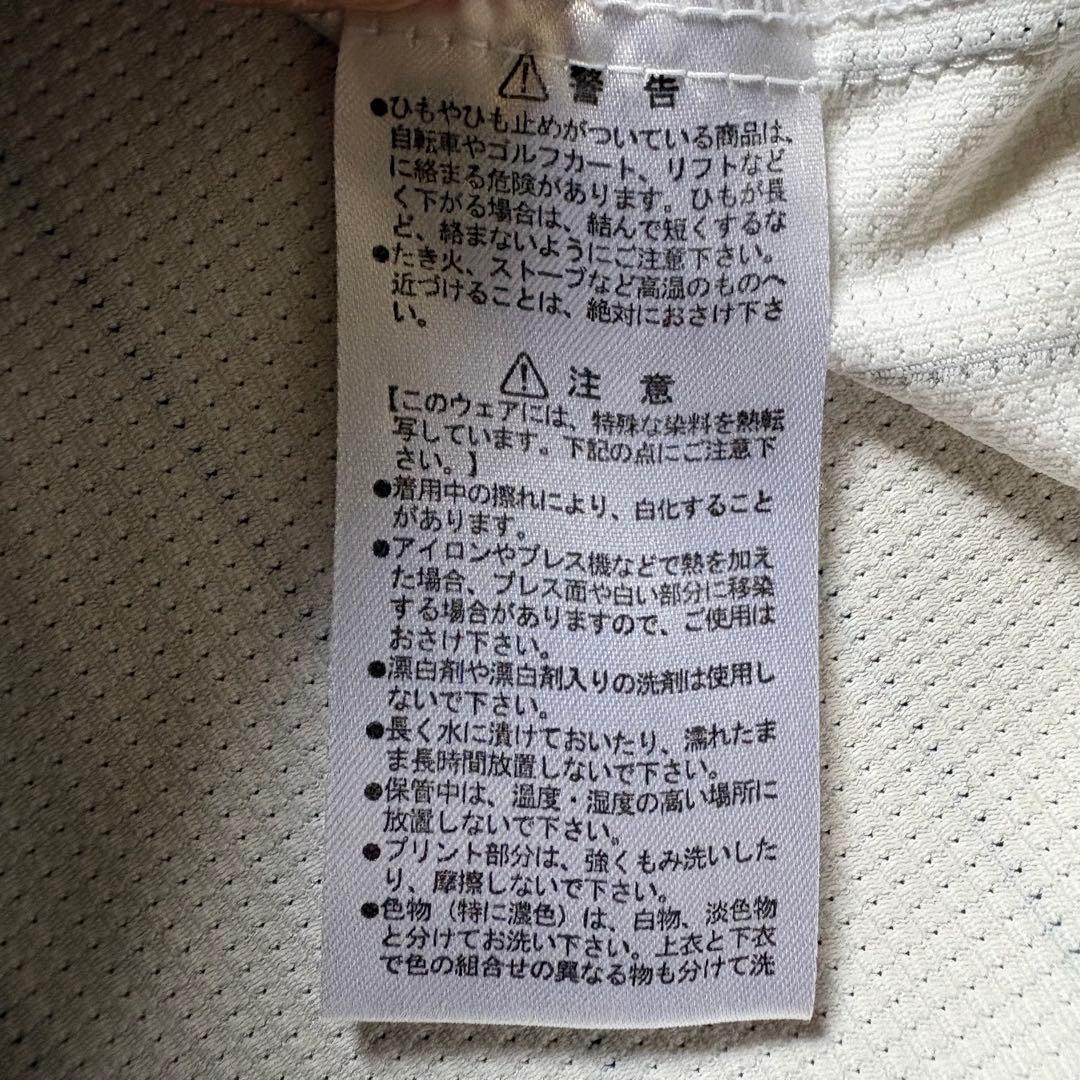 ⚠ 警告
●ひもやひも止めがついている商品は、
自転車やゴルフカート、リフトなど
に絡まる危険があります。ひもが長
く下がる場合は、結んで短くするな
ど、絡まないようにご注意下さい。
●たき火、ストーブなど高温のものへ
近づけることは、絶対におさけ下さ
い。
⚠ 注意
【このウェアには、特殊な染料を熱転
写しています。下記の点にご注意下
さい。】
●着用中の擦れにより、白化すること
があります。
●アイロンやプレス機などで熱を加え
た場合、プレス面や白い部分に移染
する場合がありますので、ご使用は
おさけ下さい。
●漂白剤や漂白剤入りの洗剤は使用し
ないで下さい。
●長く水に漬けておいたり、濡れたま
ま長時間放置しないで下さい。
●保管中は、温度・湿度の高い場所に
放置しないで下さい。
●プリント部分は、強くもみ洗いした
り、摩擦しないで下さい。
●色物（特に濃色）は、白物、淡色物
と分けてお洗い下さい。上衣と下衣
で色の組合せの異なる物も分けて洗